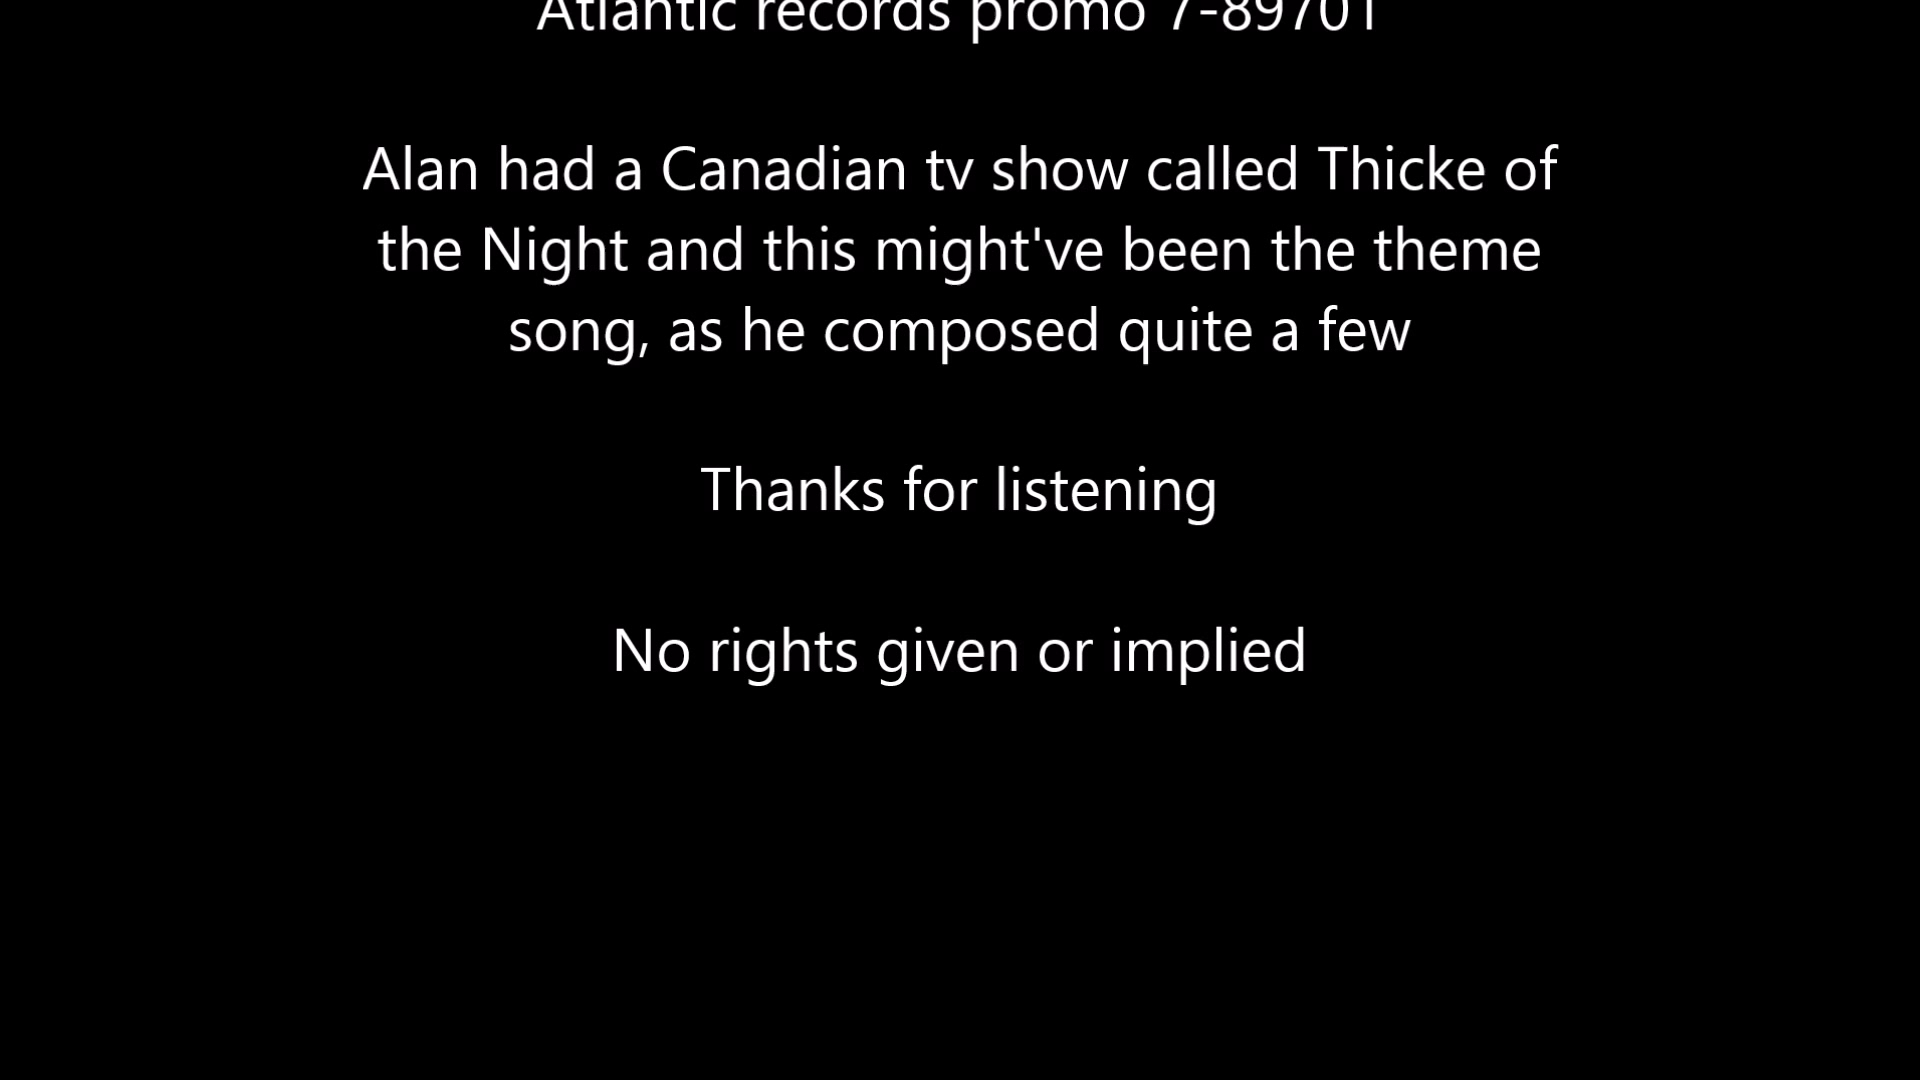 Atlantic records promo 7-89701
Alan had a Canadian tv show called Thicke of
the Night and this might've been the theme
song, as he composed quite a few
Thanks for listening
No rights given or implied